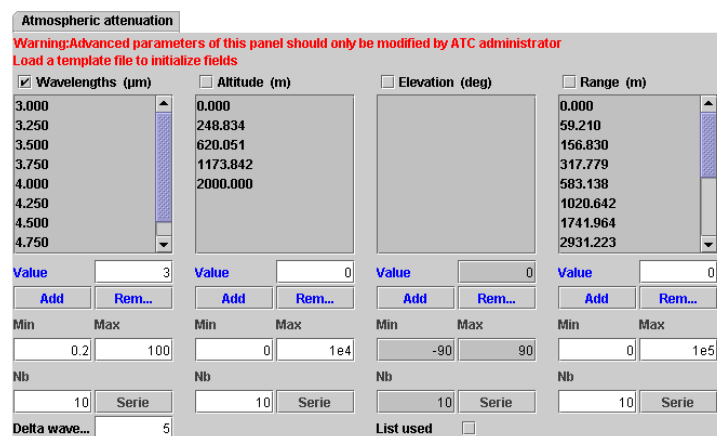 Atmospheric attenuation
Warning:Advanced parameters of this panel should only be modified by ATC administrator
Load a template file to initialize fields
Wavelengths (µm) Altitude (m) Elevation (deg) Range (m)
3.000 0.000 0.000
3.250 248.834 59.210
3.500 620.051 156.830
3.750 1173.842 317.779
4.000 2000.000 583.138
4.250 1020.642
4.500 1741.964
4.750 2931.223
Value 3 Value 0 Value 0 Value 0
Add Rem... Add Rem... Add Rem... Add Rem...
Min Max Min Max Min Max Min Max
0.2 100 0 1e4 -90 90 0 1e5
Nb Nb Nb Nb
10 Serie 10 Serie 10 Serie 10 Serie
Delta wave... 5 List used